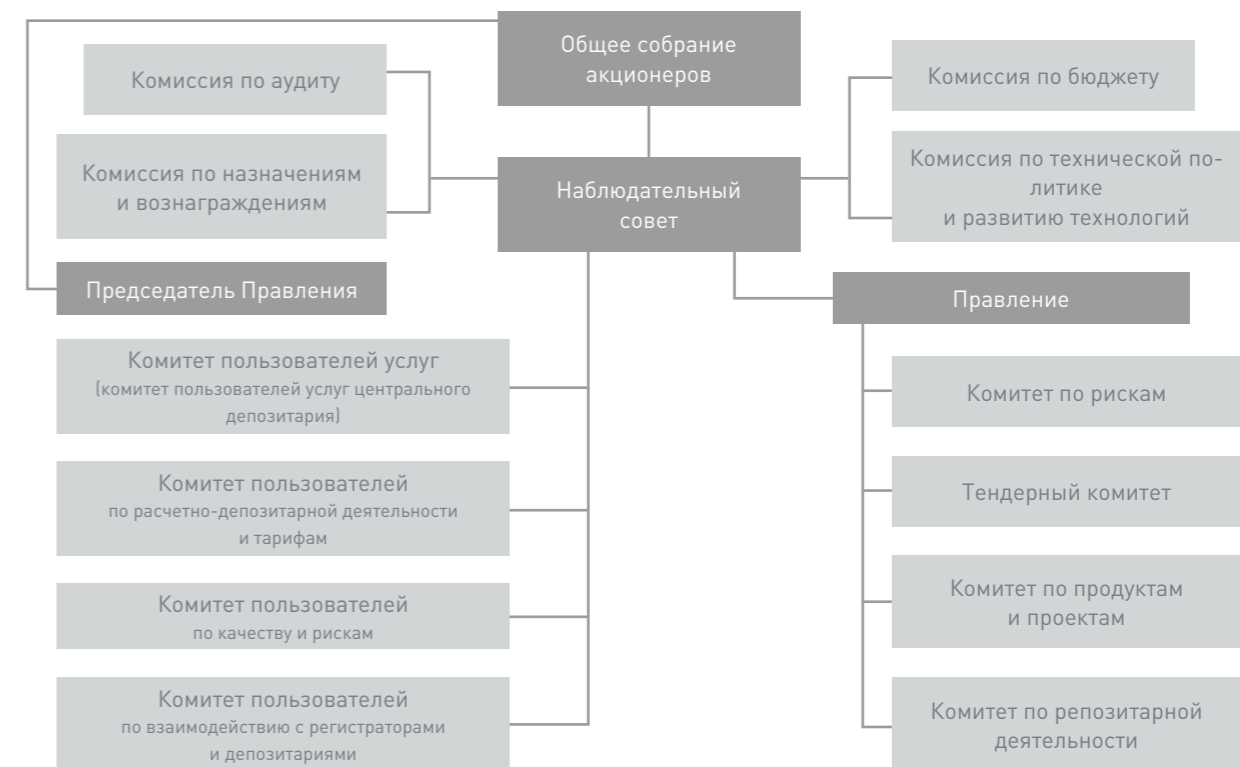 Общее собрание
акционеров
Комиссия по аудиту
Комиссия по бюджету
Комиссия по назначениям
и вознаграждениям
Наблюдательный
совет
Комиссия по технической по-
литике
и развитию технологий
Председатель Правления
Правление
Комитет пользователей услуг
(комитет пользователей услуг центрального
депозитария)
Комитет пользователей
по расчетно-депозитарной деятельности
и тарифам
Комитет пользователей
по качеству и рискам
Комитет пользователей
по взаимодействию с регистраторами
и депозитариями
Комитет по рискам
Тендерный комитет
Комитет по продуктам
и проектам
Комитет по репозитарной
деятельности